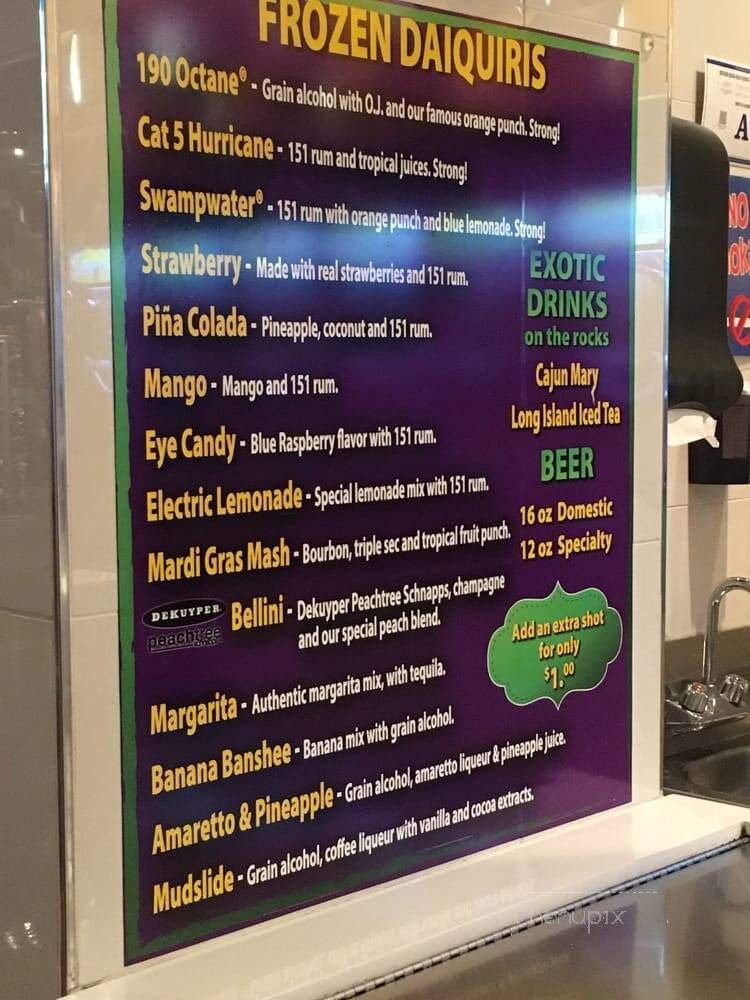 FROZEN DAIQUIRIS
190 Octane® - Grain alcohol with O.J. and our famous orange punch. Strong!
Cat 5 Hurricane - 151 rum and tropical juices. Strong!
Swampwater® - 151 rum with orange punch and blue lemonade. Strong!
Strawberry - Made with real strawberries and 151 rum.
Piña Colada - Pineapple, coconut and 151 rum.
Mango - Mango and 151 rum.
Eye Candy - Blue Raspberry flavor with 151 rum.
Electric Lemonade - Special lemonade mix with 151 rum.
Mardi Gras Mash - Bourbon, triple sec and tropical fruit punch.
DEKUYPER
peachtree
Bellini - Dekuyper Peachtree Schnapps, champagne
and our special peach blend.
Margarita - Authentic margarita mix, with tequila.
Banana Banshee - Banana mix with grain alcohol.
Amaretto & Pineapple - Grain alcohol, amaretto liqueur & pineapple juice.
Mudslide - Grain alcohol, coffee liqueur with vanilla and cocoa extracts.
EXOTIC
DRINKS
on the rocks
Cajun Mary
Long Island Iced Tea
BEER
16 oz Domestic
12 oz Specialty
Add an extra shot
for only
$1.00
A
NO
menupix